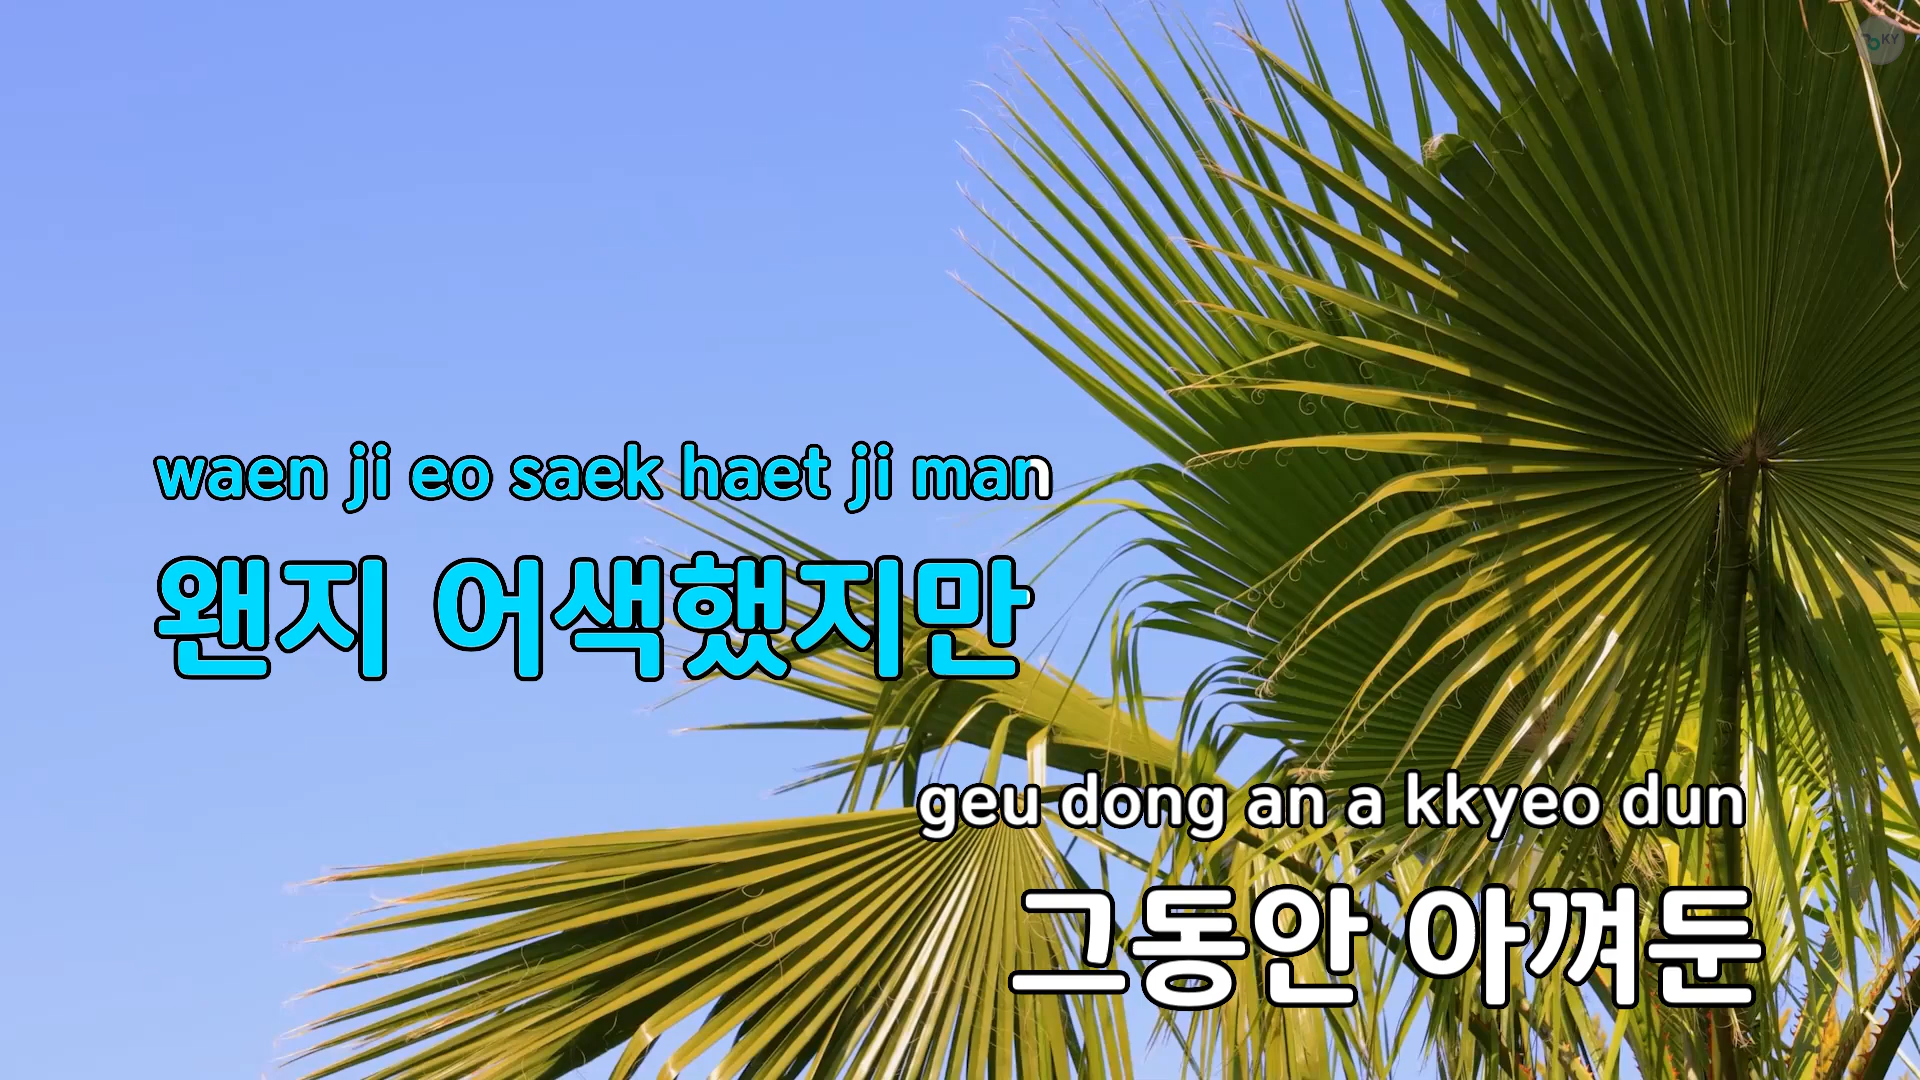 waen ji eo saek haet ji man
왠지 어색했지만
geu dong an a kkyeo dun
그동안 아껴둔
KY